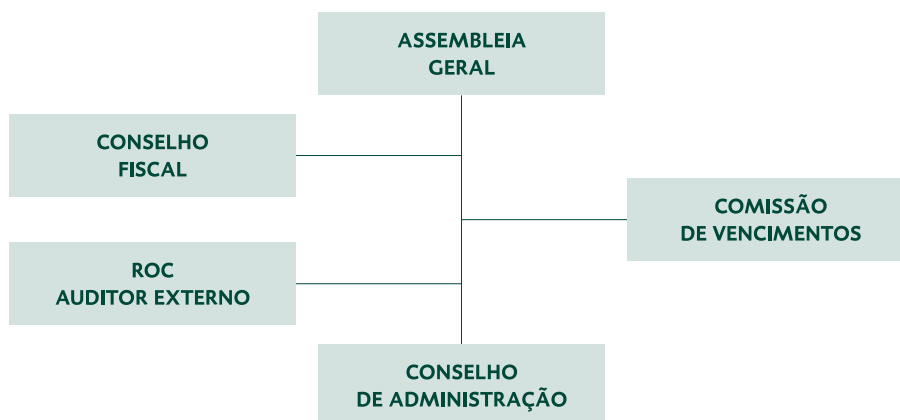 ASSEMBLEIA
GERAL
CONSELHO
FISCAL
COMISSÃO
DE VENCIMENTOS
ROC
AUDITOR EXTERNO
CONSELHO
DE ADMINISTRAÇÃO